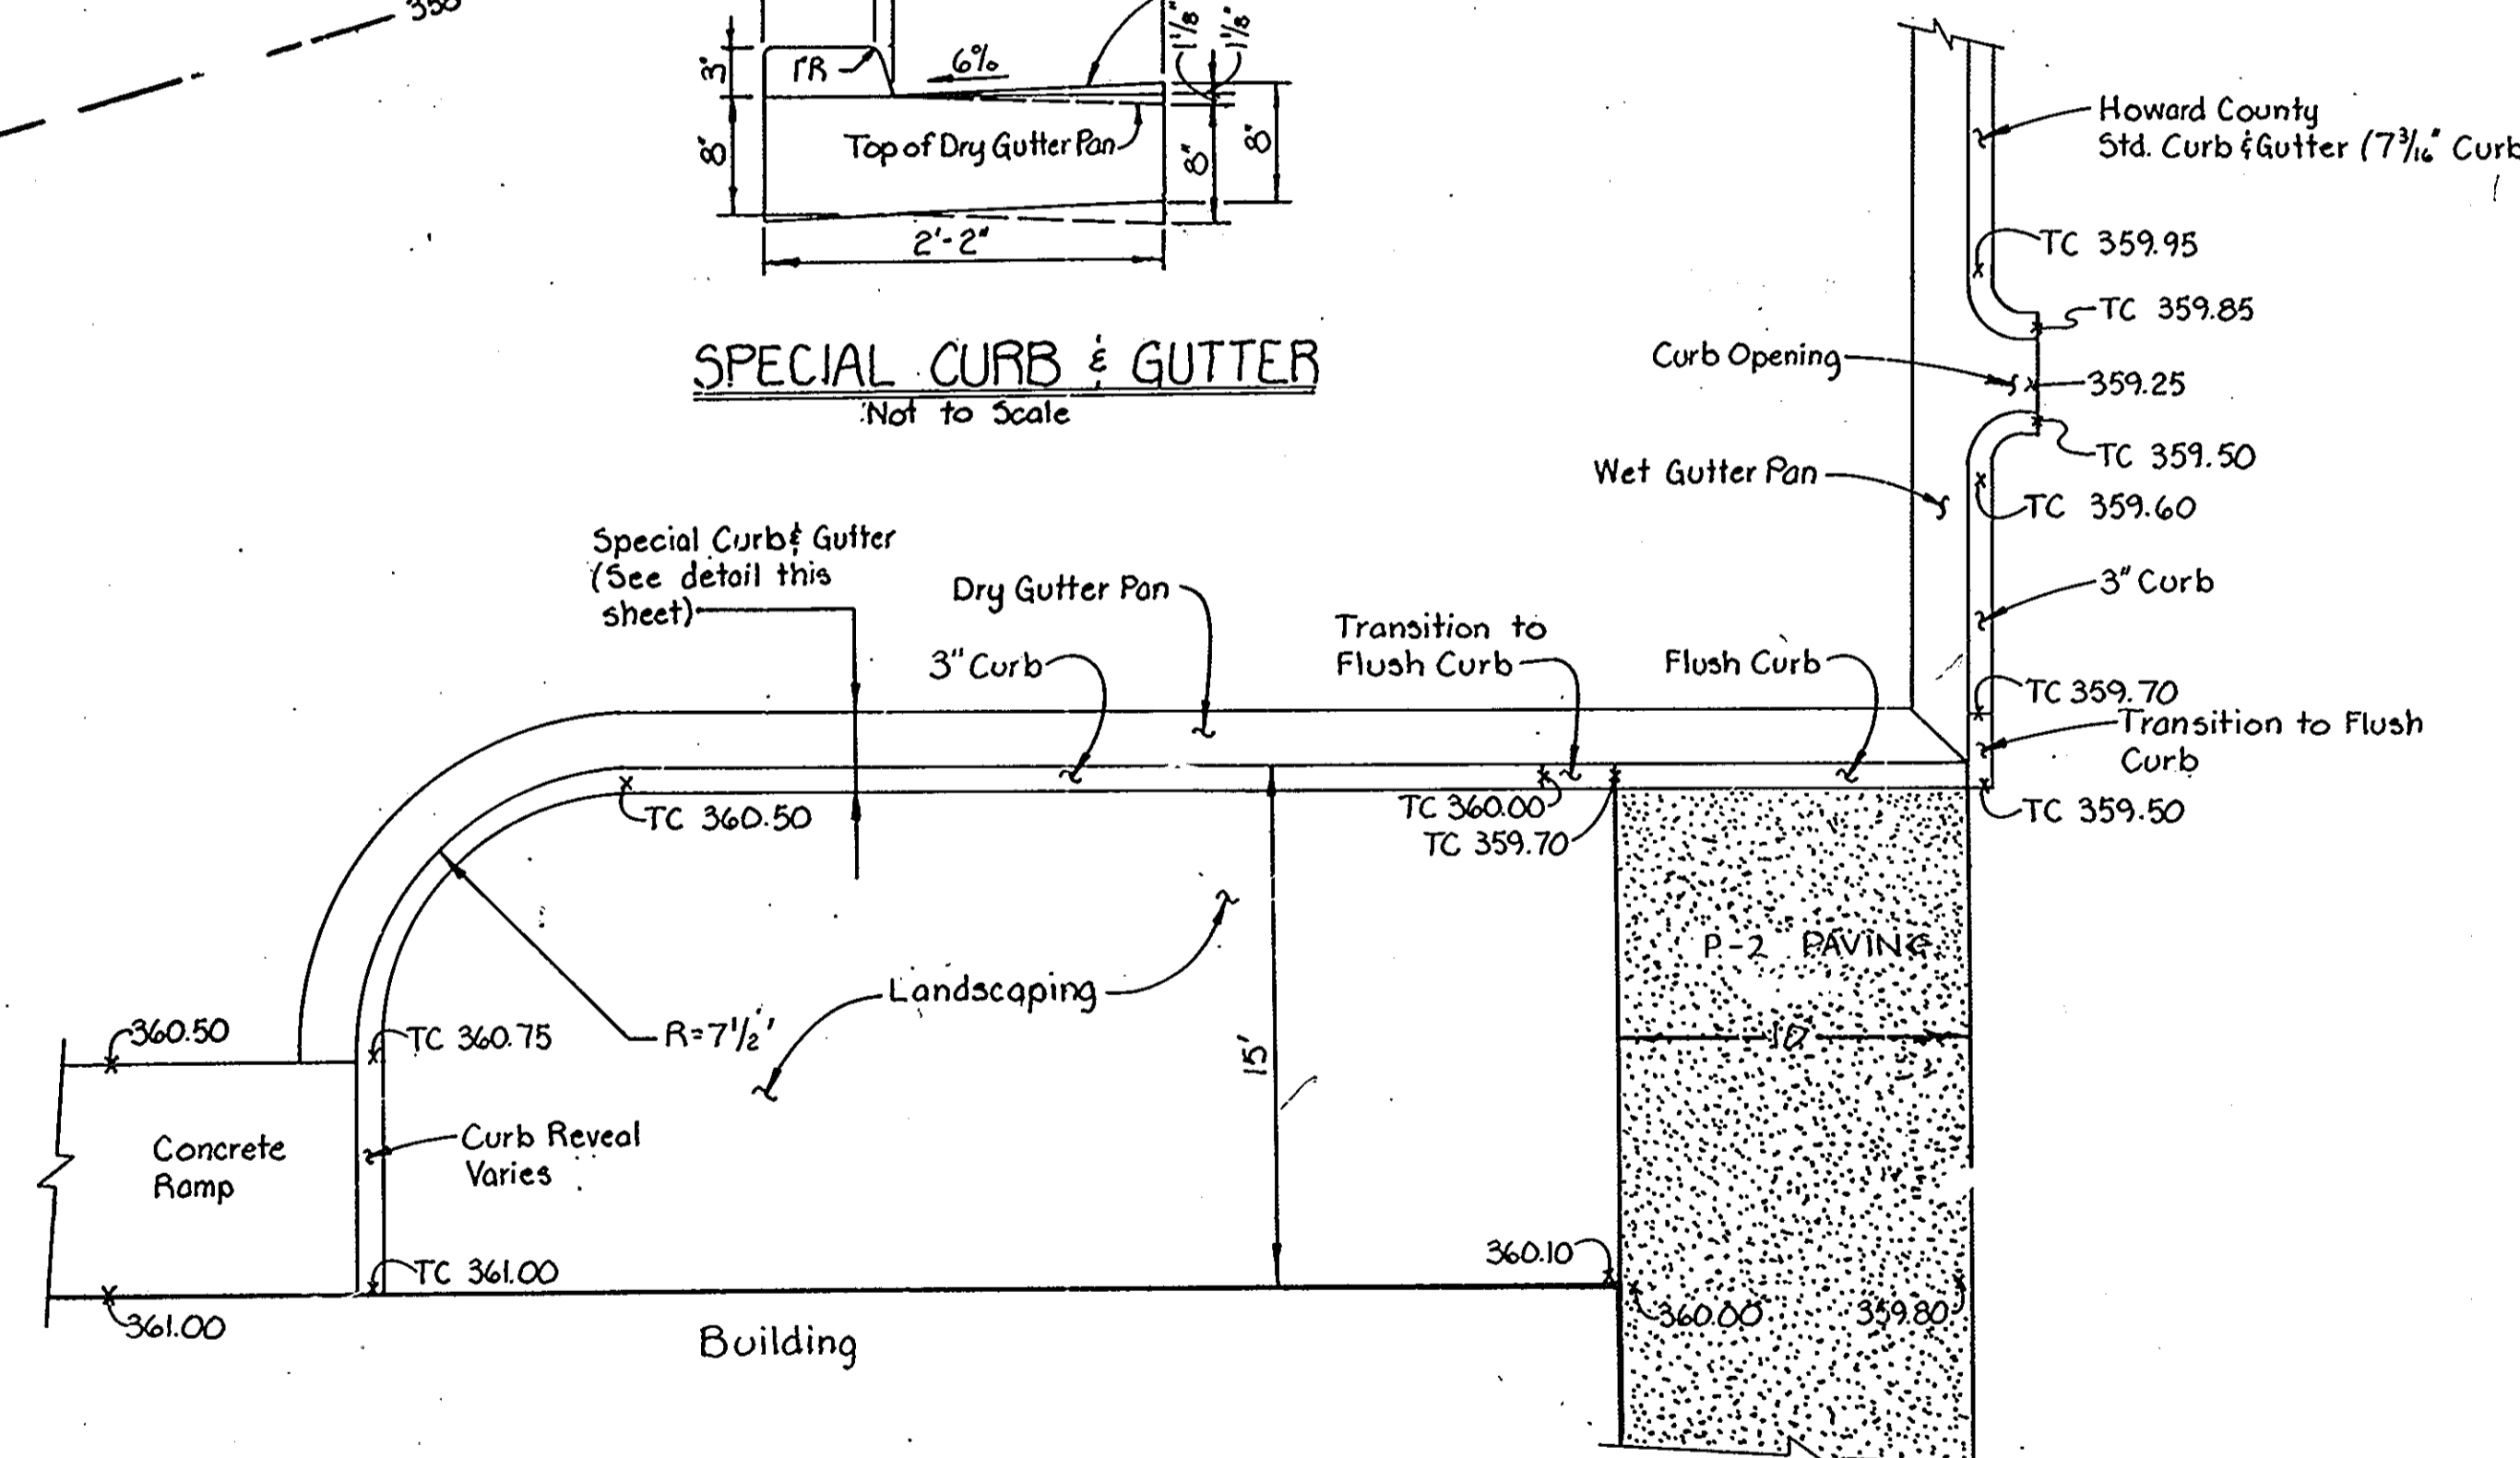 350
3"
1"R
6%
1/8"
1/8"
8"
Top of Dry Gutter Pan
8"
8"
2'-2"
SPECIAL CURB & GUTTER
Not to Scale
Howard County
Std. Curb & Gutter (7 3/16" Curb
TC 359.95
TC 359.85
Curb Opening
359.25
TC 359.50
Wet Gutter Pan
TC 359.60
Special Curb & Gutter
(See detail this
sheet)
Dry Gutter Pan
3" Curb
3" Curb
Transition to
Flush Curb
Flush Curb
TC 359.70
Transition to Flush
Curb
TC 360.50
TC 360.00
TC 359.70
TC 359.50
P-2 PAVING
Landscaping
360.50
TC 360.75
R=7 1/2'
15'
Concrete
Ramp
Curb Reveal
Varies
360.10
TC 361.00
361.00
360.00
359.80
Building